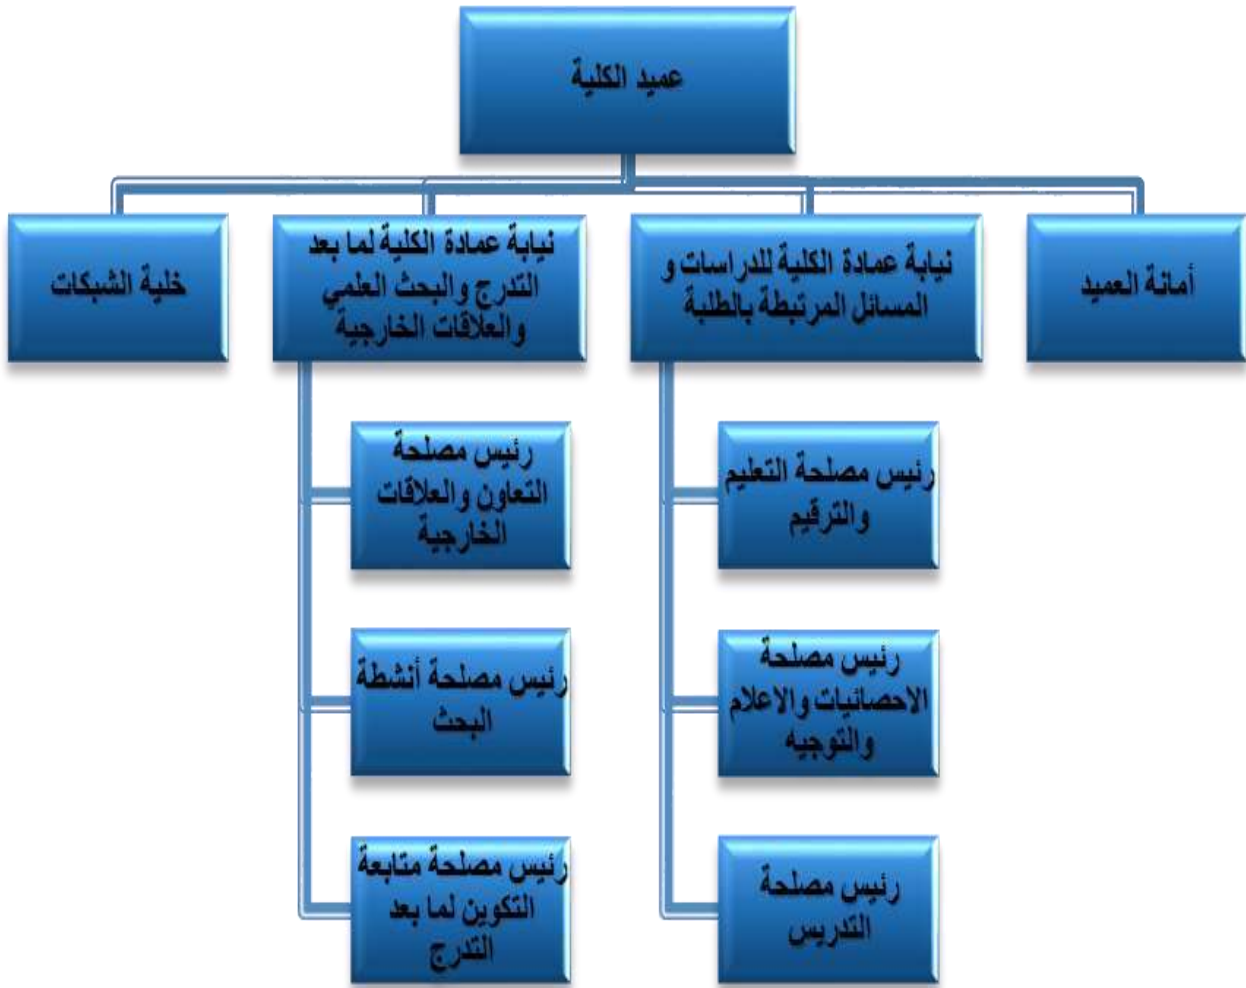 عميد الكلية
أمانة العميد
نيابة عمادة الكلية للدراسات و
المسائل المرتبطة بالطلبة
نيابة عمادة الكلية لما بعد
التدرج والبحث العلمي
والعلاقات الخارجية
خلية الشبكات
رئيس مصلحة التعليم
والترقيم
رئيس مصلحة
الاحصائيات والاعلام
والتوجيه
رئيس مصلحة
التدريس
رئيس مصلحة
التعاون والعلاقات
الخارجية
رئيس مصلحة أنشطة
البحث
رئيس مصلحة متابعة
التكوين لما بعد
التدرج